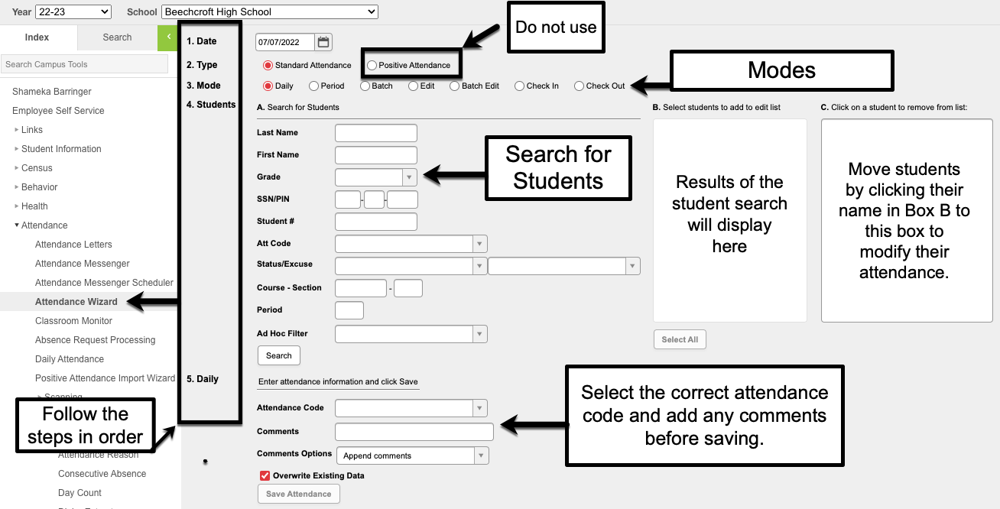 Year 22-23 School Beechcroft High School
Index Search <
Search Campus Tools
Shameka Barringer
Employee Self Service
Links
Student Information
Census
Behavior
Health
Attendance
Attendance Letters
Attendance Messenger
Attendance Messenger Scheduler
Attendance Wizard
Classroom Monitor
Absence Request Processing
Daily Attendance
Positive Attendance Import Wizard
Scanning
Follow the
steps in order
Attendance Reason
Consecutive Absence
Day Count
1. Date 07/07/2022
Do not use
2. Type Standard Attendance Positive Attendance
3. Mode Daily Period Batch Edit Batch Edit Check In Check Out
Modes
4. Students
A. Search for Students
Last Name
First Name
Grade
SSN/PIN - -
Student #
Att Code
Status/Excuse
Course - Section -
Period
Ad Hoc Filter
Search
Search for
Students
B. Select students to add to edit list
Results of the
student search
will display
here
Select All
C. Click on a student to remove from list:
Move students
by clicking their
name in Box B to
this box to
modify their
attendance.
5. Daily
Enter attendance information and click Save
Attendance Code
Comments
Comments Options Append comments
Overwrite Existing Data
Save Attendance
Select the correct attendance
code and add any comments
before saving.